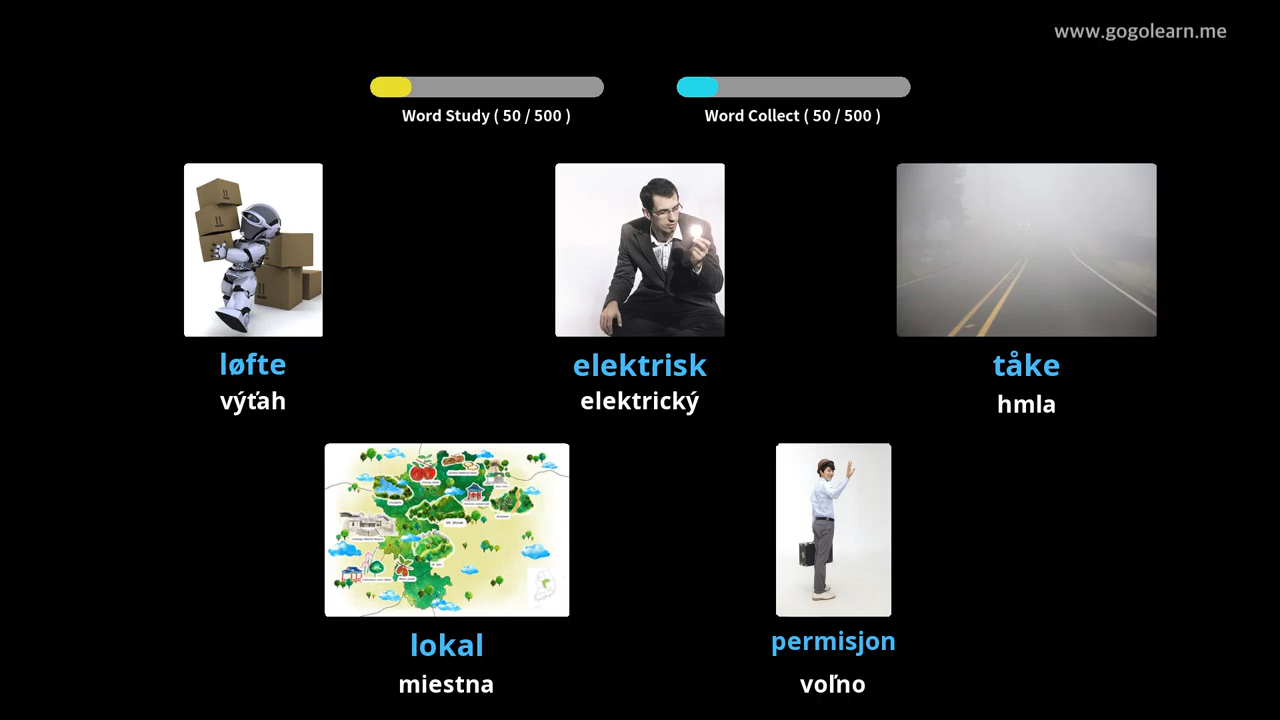 www.gogolearn.me
Word Study ( 50 / 500 )
Word Collect ( 50 / 500 )
løfte
výťah
elektrisk
elektrický
tåke
hmla
lokal
miestna
permisjon
voľno